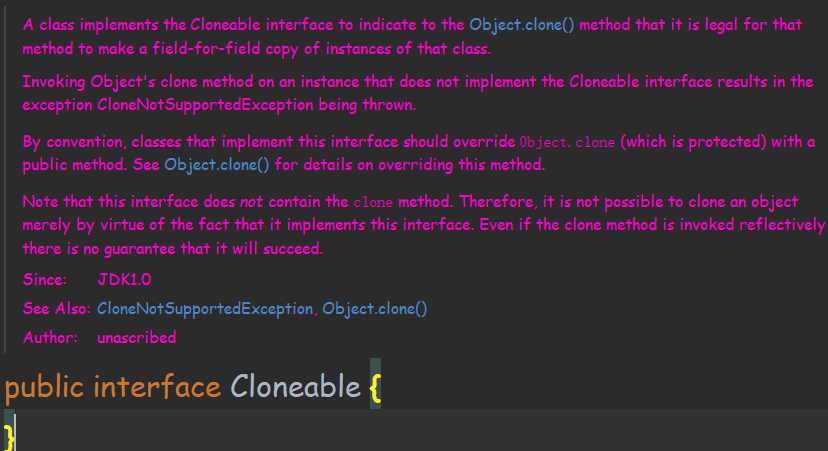 A class implements the Cloneable interface to indicate to the Object.clone() method that it is legal for that
method to make a field-for-field copy of instances of that class.
Invoking Object's clone method on an instance that does not implement the Cloneable interface results in the
exception CloneNotSupportedException being thrown.
By convention, classes that implement this interface should override Object.clone (which is protected) with a
public method. See Object.clone() for details on overriding this method.
Note that this interface does not contain the clone method. Therefore, it is not possible to clone an object
merely by virtue of the fact that it implements this interface. Even if the clone method is invoked reflectively
there is no guarantee that it will succeed.
Since: JDK1.0
See Also: CloneNotSupportedException, Object.clone()
Author: unascribed
public interface Cloneable {
}